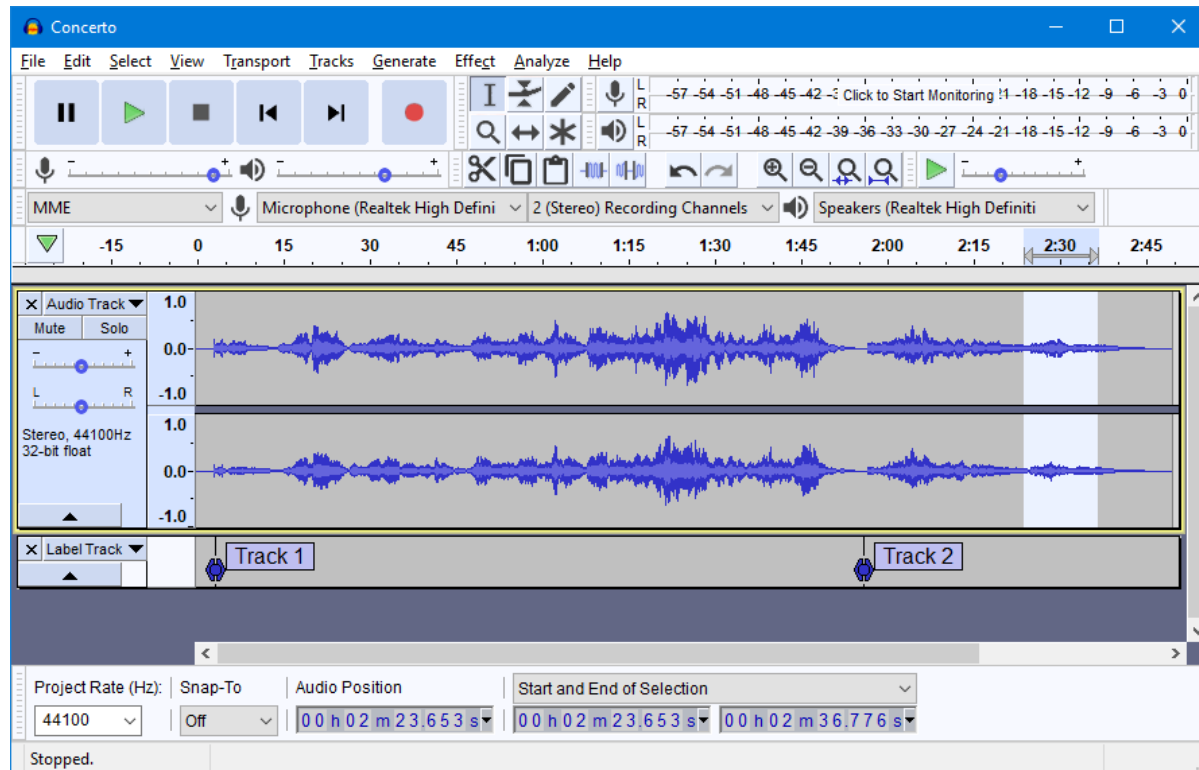 Concerto
File Edit Select View Transport Tracks Generate Effect Analyze Help
L
R
-57 -54 -51 -48 -45 -42 -3 Click to Start Monitoring !1 -18 -15 -12 -9 -6 -3 0
L
R
-57 -54 -51 -48 -45 -42 -39 -36 -33 -30 -27 -24 -21 -18 -15 -12 -9 -6 -3 0
- + - + - +
MME Microphone (Realtek High Defini 2 (Stereo) Recording Channels Speakers (Realtek High Definiti
-15 0 15 30 45 1:00 1:15 1:30 1:45 2:00 2:15 2:30 2:45
X Audio Track 1.0
Mute Solo
- + 0.0-
L R -1.0
Stereo, 44100Hz 1.0
32-bit float
0.0-
-1.0
X Label Track
Track 1 Track 2
Project Rate (Hz): Snap-To Audio Position Start and End of Selection
44100 Off 00 h 02 m 23.653 s 00 h 02 m 23.653 s 00 h 02 m 36.776 s
Stopped.